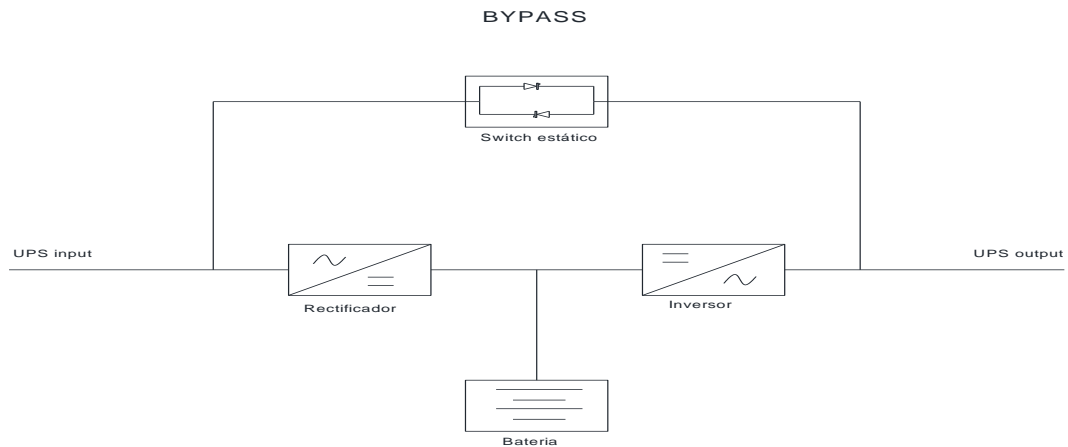 BYPASS
Switch estático
UPS input
UPS output
Rectificador
Inversor
Bateria